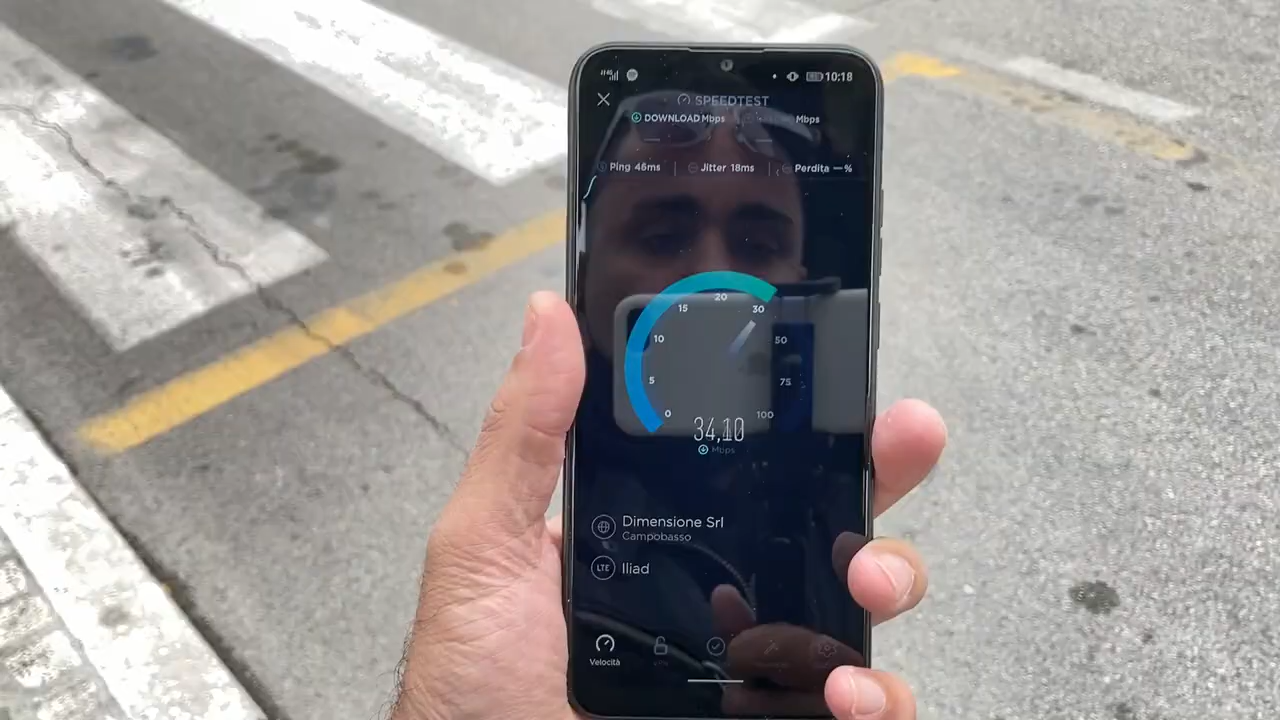 10:18
SPEEDTEST
DOWNLOAD Mbps
Mbps
Ping 46ms
Jitter 18ms
Perdita —%
20
15
30
10
50
5
75
0
100
34,10
Mbps
Dimensione Srl
Campobasso
LTE
Iliad
Velocità